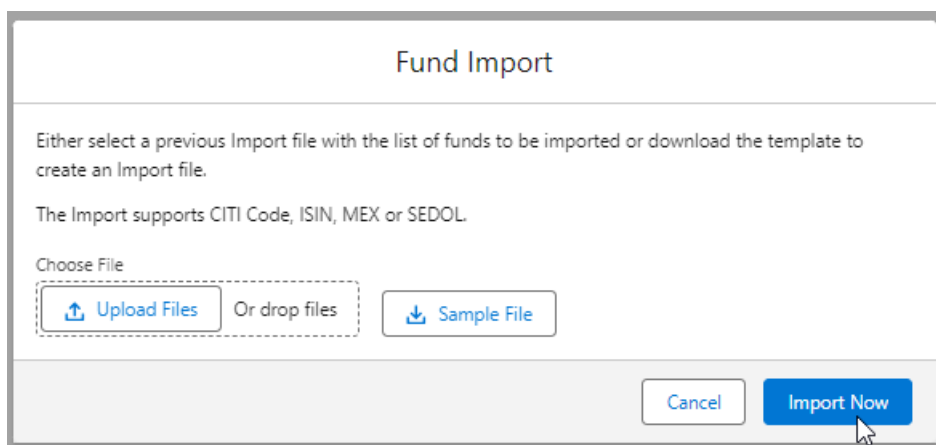 Fund Import
Either select a previous Import file with the list of funds to be imported or download the template to
create an Import file.
The Import supports CITI Code, ISIN, MEX or SEDOL.
Choose File
Upload Files Or drop files Sample File
Cancel Import Now